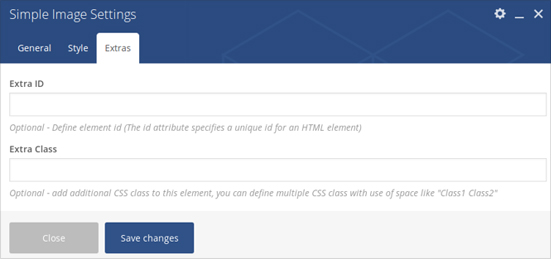 Simple Image Settings
General Style Extras
Extra ID
Optional - Define element id (The id attribute specifies a unique id for an HTML element)
Extra Class
Optional - add additional CSS class to this element, you can define multiple CSS class with use of space like "Class1 Class2"
Close Save changes